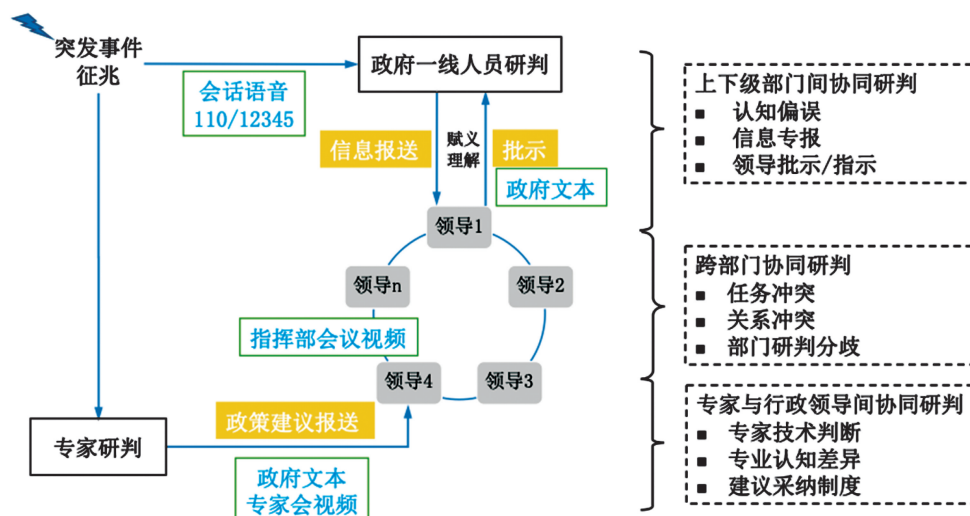 突发事件
征兆
政府一线人员研判
会话语音
110/12345
信息报送
赋义
理解
批示
政府文本
领导1
领导n
领导2
指挥部会议视频
领导4
领导3
政策建议报送
专家研判
政府文本
专家会视频
上下级部门间协同研判
■ 认知偏误
■ 信息专报
■ 领导批示/指示
跨部门协同研判
■ 任务冲突
■ 关系冲突
■ 部门研判分歧
专家与行政领导间协同研判
■ 专家技术判断
■ 专业认知差异
■ 建议采纳制度